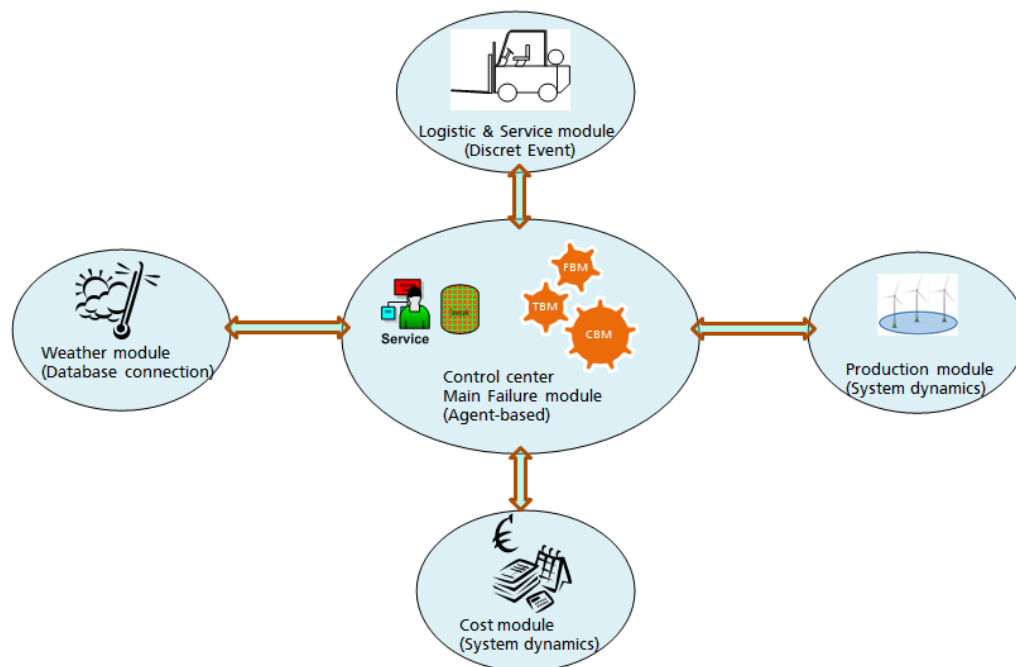 Logistic & Service module
(Discret Event)
Weather module
(Database connection)
Service
FBM
TBM
CBM
Control center
Main Failure module
(Agent-based)
Production module
(System dynamics)
€
Cost module
(System dynamics)